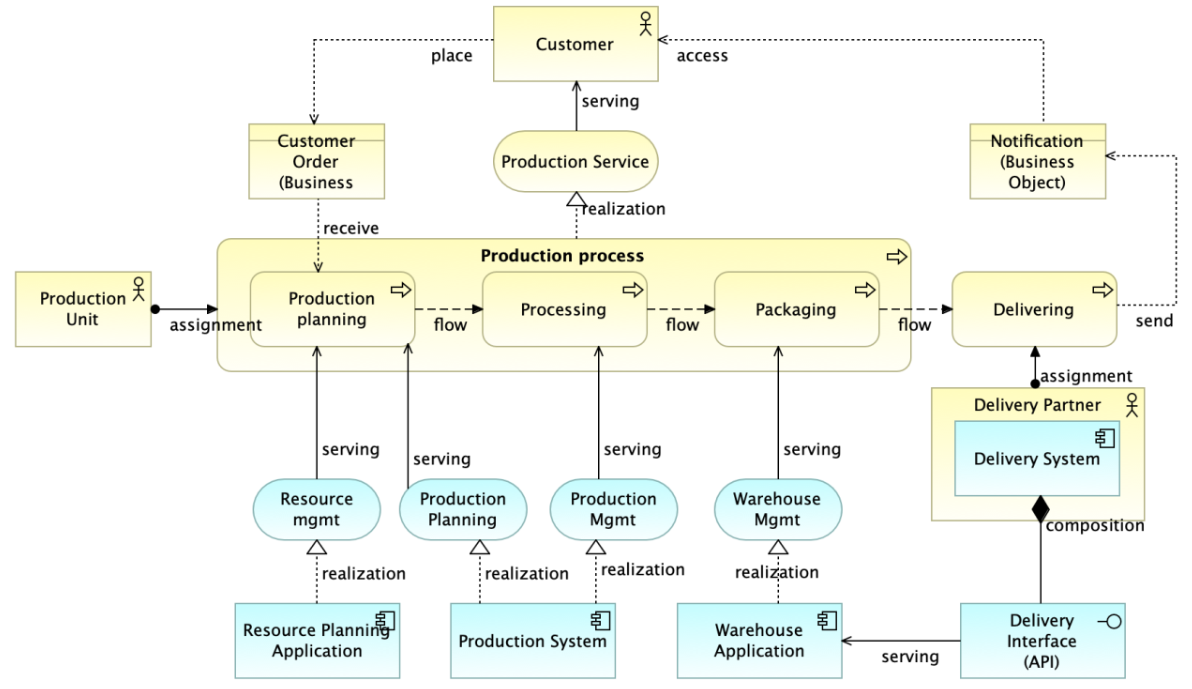 Customer
place
access
serving
Customer
Order
(Business
Production Service
Notification
(Business
Object)
realization
receive
Production process
Production
Unit
assignment
Production
planning
flow
Processing
flow
Packaging
flow
Delivering
send
assignment
Delivery Partner
Delivery System
serving
serving
serving
serving
Resource
mgmt
Production
Planning
Production
Mgmt
Warehouse
Mgmt
composition
realization
realization
realization
realization
Resource Planning
Application
Production System
Warehouse
Application
serving
Delivery
Interface
(API)